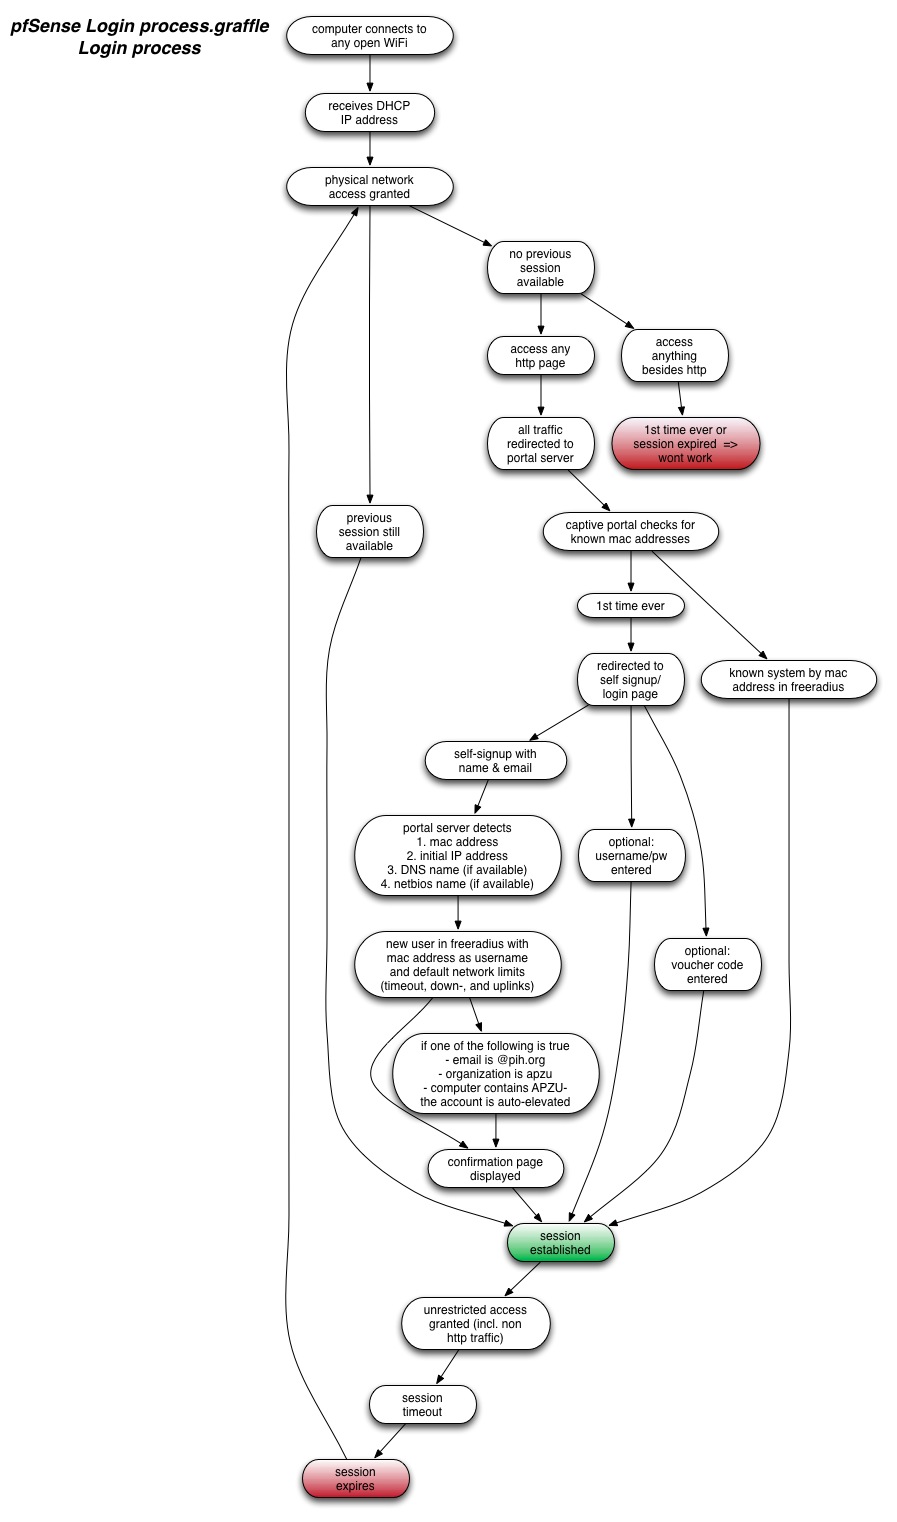 pfSense Login process.graffle
Login process
computer connects to
any open WiFi
receives DHCP
IP address
physical network
access granted
no previous
session
available
access any
http page
access
anything
besides http
all traffic
redirected to
portal server
1st time ever or
session expired =>
wont work
previous
session still
available
captive portal checks for
known mac addresses
1st time ever
redirected to
self signup/
login page
known system by mac
address in freeradius
self-signup with
name & email
portal server detects
1. mac address
2. initial IP address
3. DNS name (if available)
4. netbios name (if available)
optional:
username/pw
entered
new user in freeradius with
mac address as username
and default network limits
(timeout, down-, and uplinks)
optional:
voucher code
entered
if one of the following is true
- email is @pih.org
- organization is apzu
- computer contains APZU-
the account is auto-elevated
confirmation page
displayed
session
established
unrestricted access
granted (incl. non
http traffic)
session
timeout
session
expires